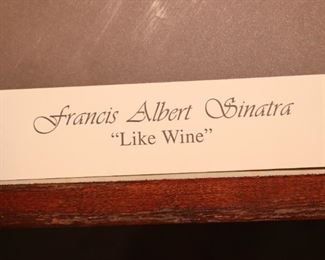 Francis Albert Sinatra
“Like Wine”